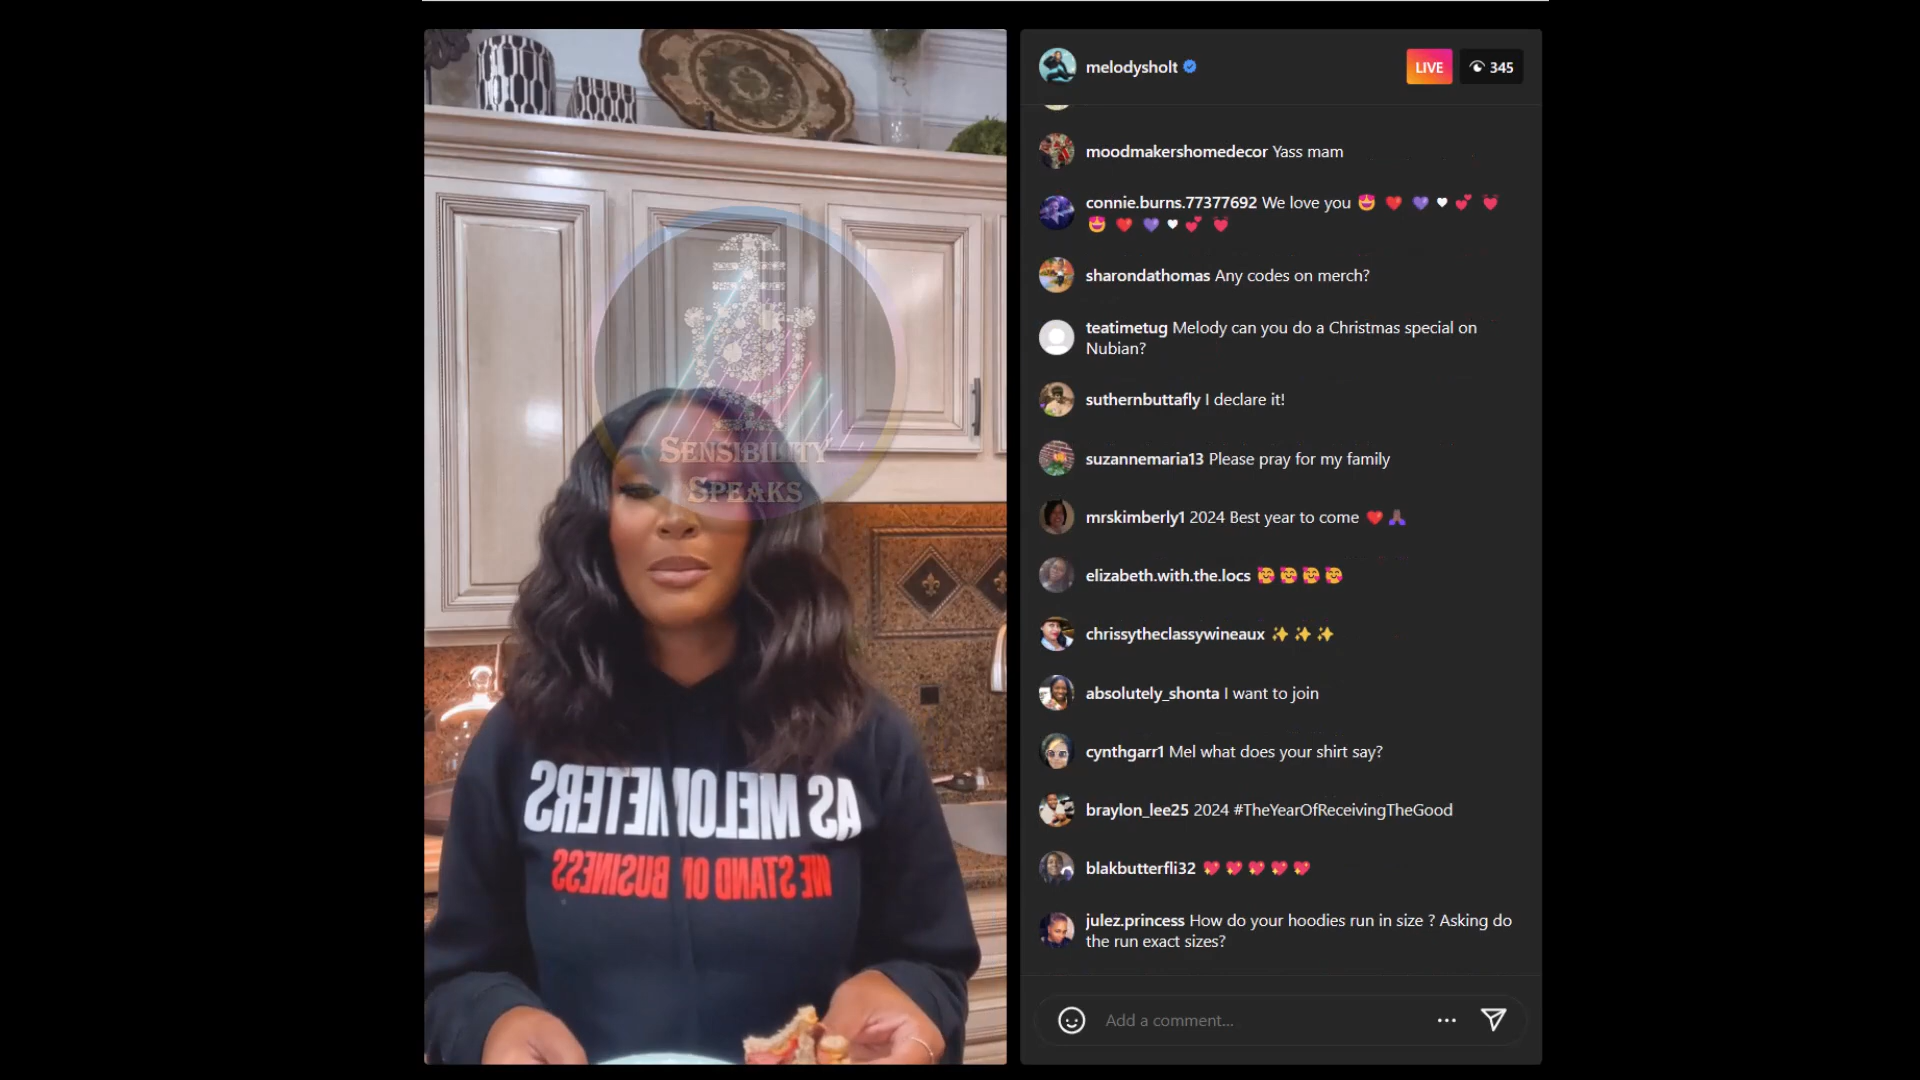 SENSIBILITY
SPEAKS
AS MELOMETERS
WE STAND ON BUSINESS
melodysholt
LIVE
345
moodmakershomedecor Yass mam
connie.burns.77377692 We love you 😍 ❤️ 💜 🤍 💕 💓
😍 ❤️ 💜 🤍 💕 💓
sharondathomas Any codes on merch?
teatimetug Melody can you do a Christmas special on
Nubian?
suthernbuttafly I declare it!
suzannemaria13 Please pray for my family
mrskimberly1 2024 Best year to come ❤️ 🙏🏾
elizabeth.with.the.locs 🥰 🥰 🥰 🥰
chrissytheclassywineaux ✨ ✨ ✨
absolutely_shonta I want to join
cynthgarr1 Mel what does your shirt say?
braylon_lee25 2024 #TheYearOfReceivingTheGood
blakbutterfli32 💖 💖 💖 💖 💖
julez.princess How do your hoodies run in size ? Asking do
the run exact sizes?
Add a comment...